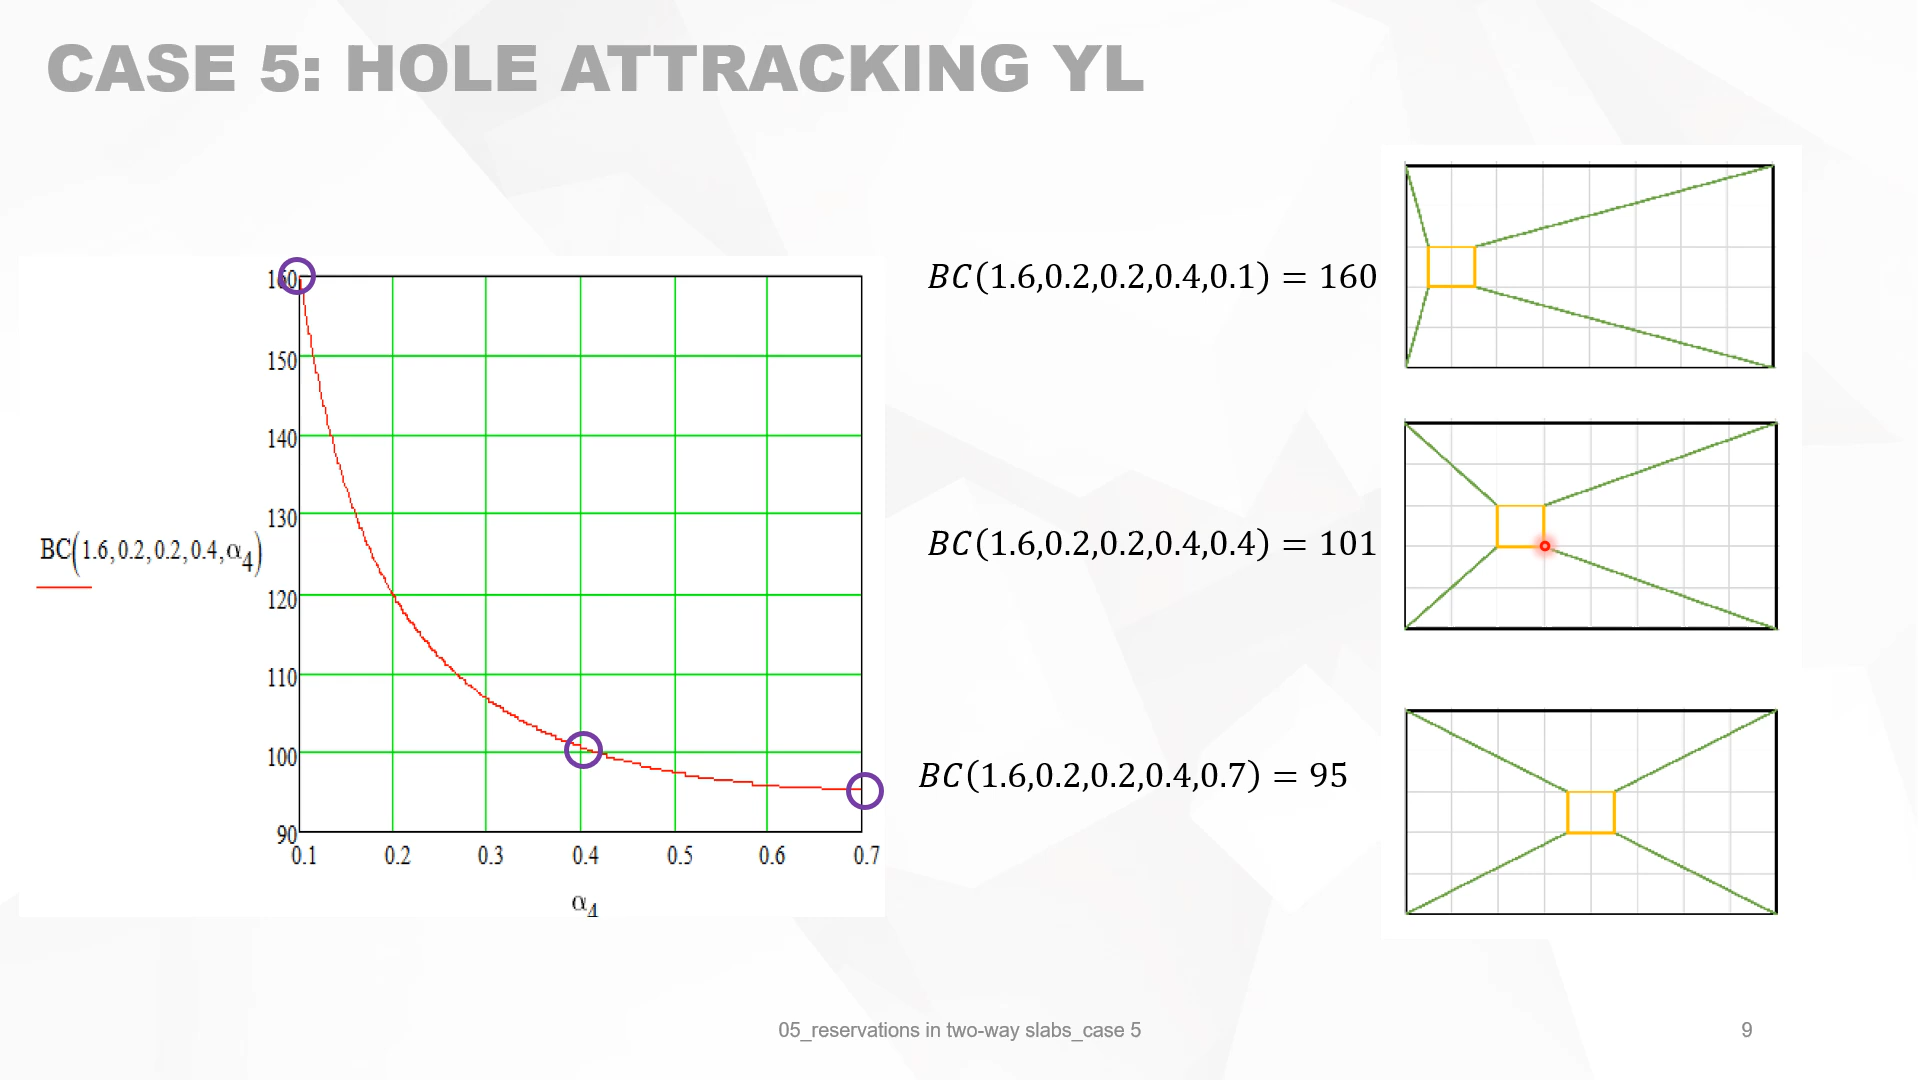 CASE 5: HOLE ATTRACKING YL
160
150
140
130
120
110
100
90
BC(1.6,0.2,0.2,0.4,α4)
0.1 0.2 0.3 0.4 0.5 0.6 0.7
α4
BC(1.6,0.2,0.2,0.4,0.1) = 160
BC(1.6,0.2,0.2,0.4,0.4) = 101
BC(1.6,0.2,0.2,0.4,0.7) = 95
05_reservations in two-way slabs_case 5
9